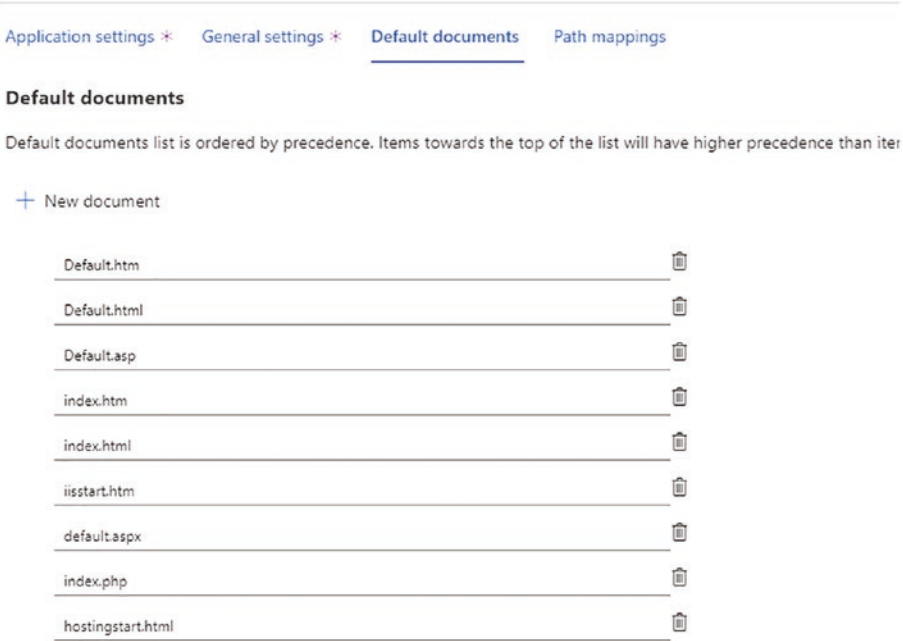 Application settings * General settings * Default documents Path mappings
Default documents
Default documents list is ordered by precedence. Items towards the top of the list will have higher precedence than
+ New document
Default.htm
Default.html
Default.asp
index.htm
index.html
iisstart.htm
default.aspx
index.php
hostingstart.html